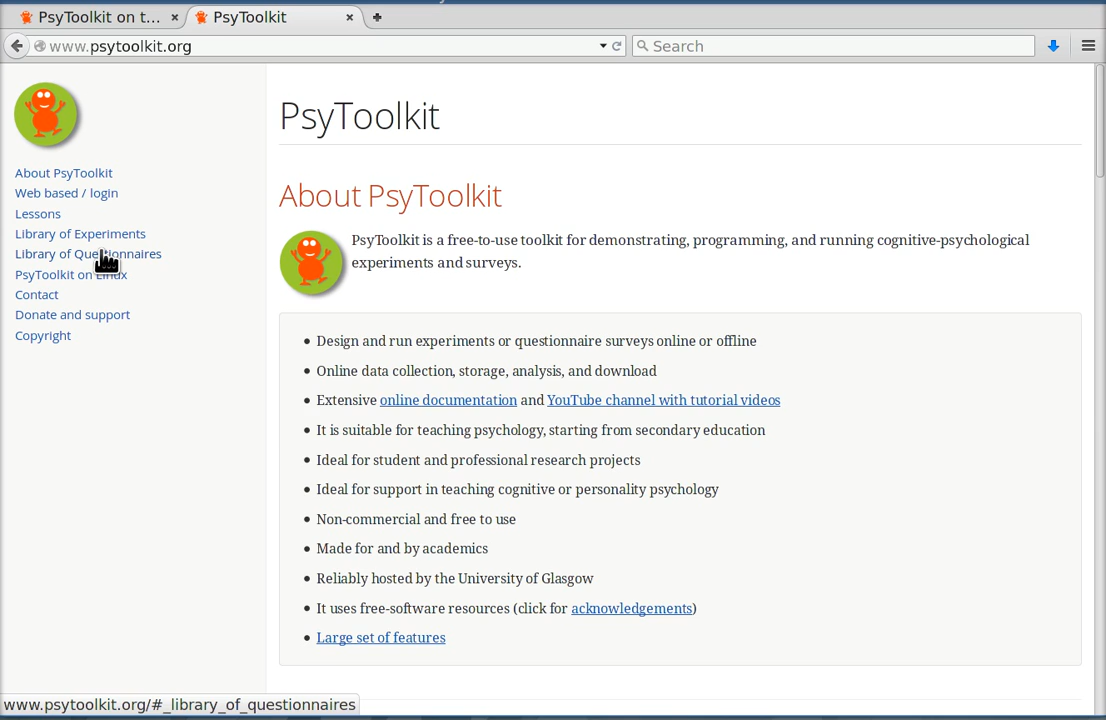 PsyToolkit on t...
PsyToolkit
www.psytoolkit.org
Search
About PsyToolkit
Web based / login
Lessons
Library of Experiments
Library of Questionnaires
PsyToolkit on Linux
Contact
Donate and support
Copyright
PsyToolkit
About PsyToolkit
PsyToolkit is a free-to-use toolkit for demonstrating, programming, and running cognitive-psychological
experiments and surveys.
• Design and run experiments or questionnaire surveys online or offline
• Online data collection, storage, analysis, and download
• Extensive online documentation and YouTube channel with tutorial videos
• It is suitable for teaching psychology, starting from secondary education
• Ideal for student and professional research projects
• Ideal for support in teaching cognitive or personality psychology
• Non-commercial and free to use
• Made for and by academics
• Reliably hosted by the University of Glasgow
• It uses free-software resources (click for acknowledgements)
• Large set of features
www.psytoolkit.org/#_library_of_questionnaires